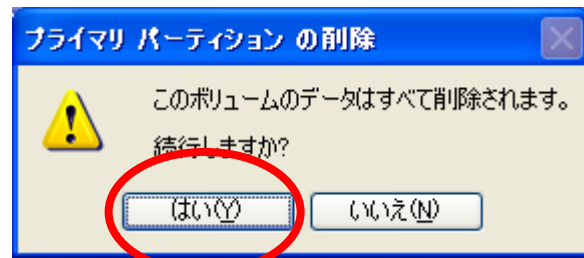 プライマリ パーティション の削除
このボリュームのデータはすべて削除されます。
続行しますか?
はい(Y) いいえ(N)